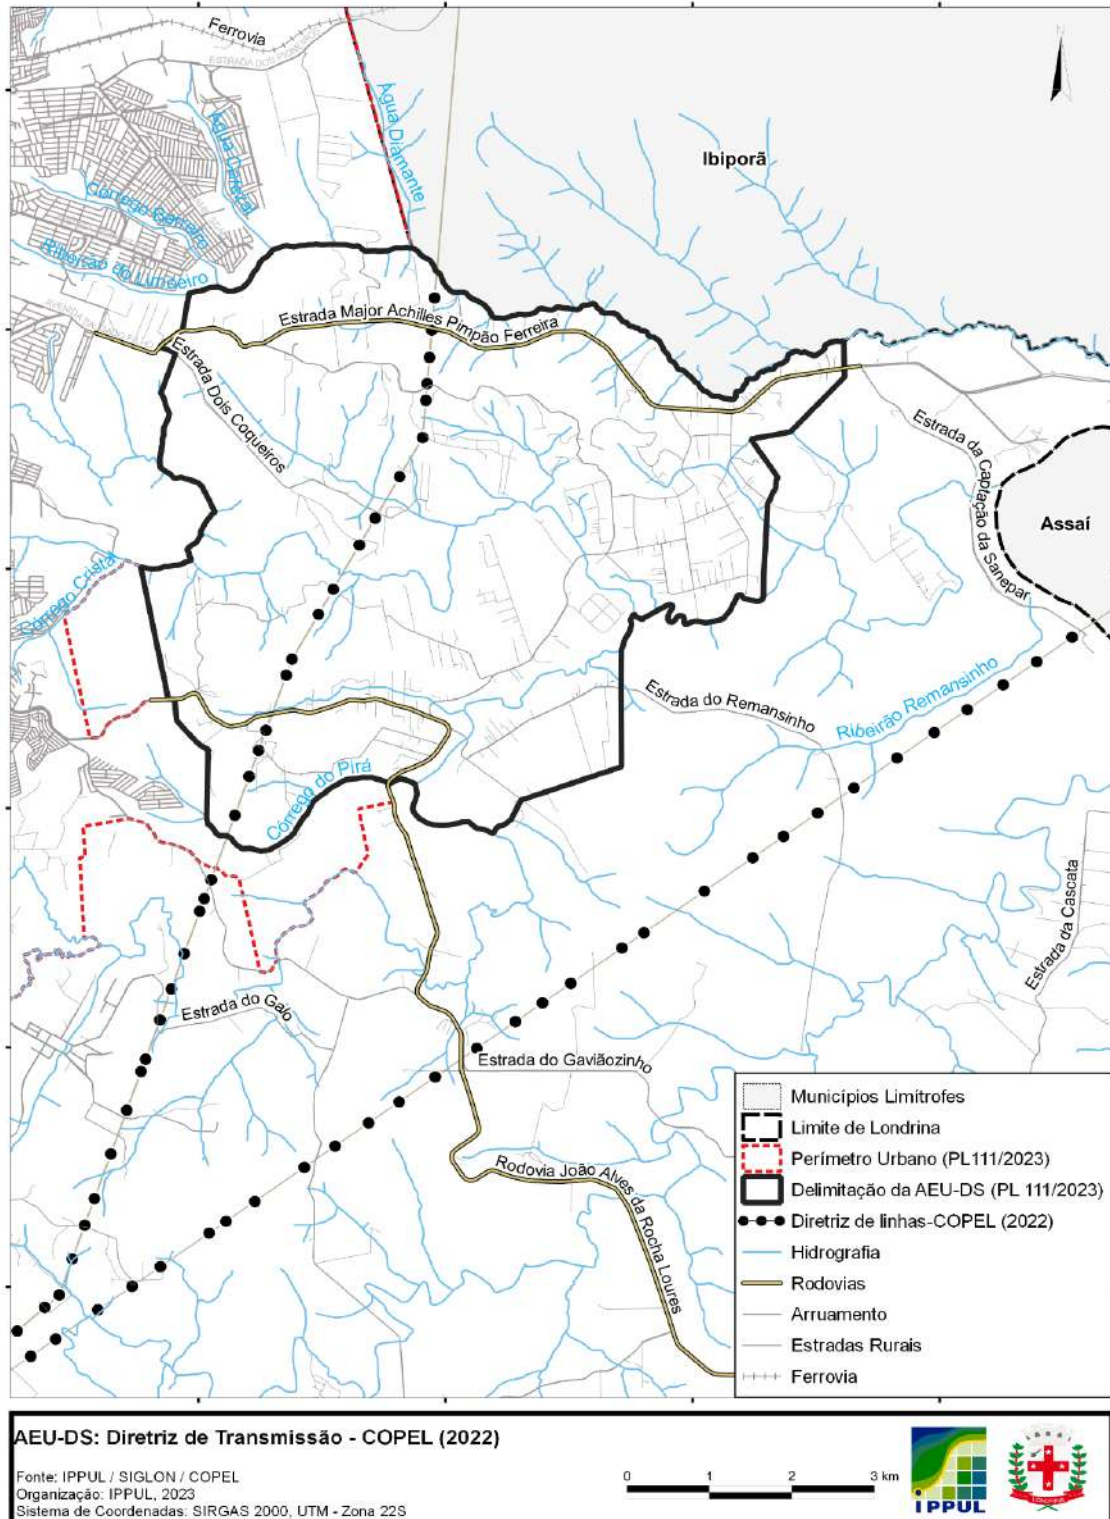 Ferrovia
ESTRADA DOS PIONEIROS
N
Água Diamante
Ibiporã
Córrego Carreira
Ribeirão do Limoeiro
Estrada Major Achilles Pimpão Ferreira
Estrada Dois Coqueiros
Estrada da Captação da Sanepar
Assaí
Córrego Cristal
Estrada do Remansinho
Ribeirão Remansinho
Córrego do Pirá
Estrada da Cascata
Estrada do Galo
Estrada do Gaviãozinho
Rodovia João Alves da Rocha Loures
Municípios Limítrofes
Limite de Londrina
Perímetro Urbano (PL111/2023)
Delimitação da AEU-DS (PL 111/2023)
Diretriz de linhas-COPEL (2022)
Hidrografia
Rodovias
Arruamento
Estradas Rurais
Ferrovia
AEU-DS: Diretriz de Transmissão - COPEL (2022)
Fonte: IPPUL / SIGLON / COPEL
Organização: IPPUL, 2023
Sistema de Coordenadas: SIRGAS 2000, UTM - Zona 22S
0 1 2 3 km
IPPUL
LONDRINA